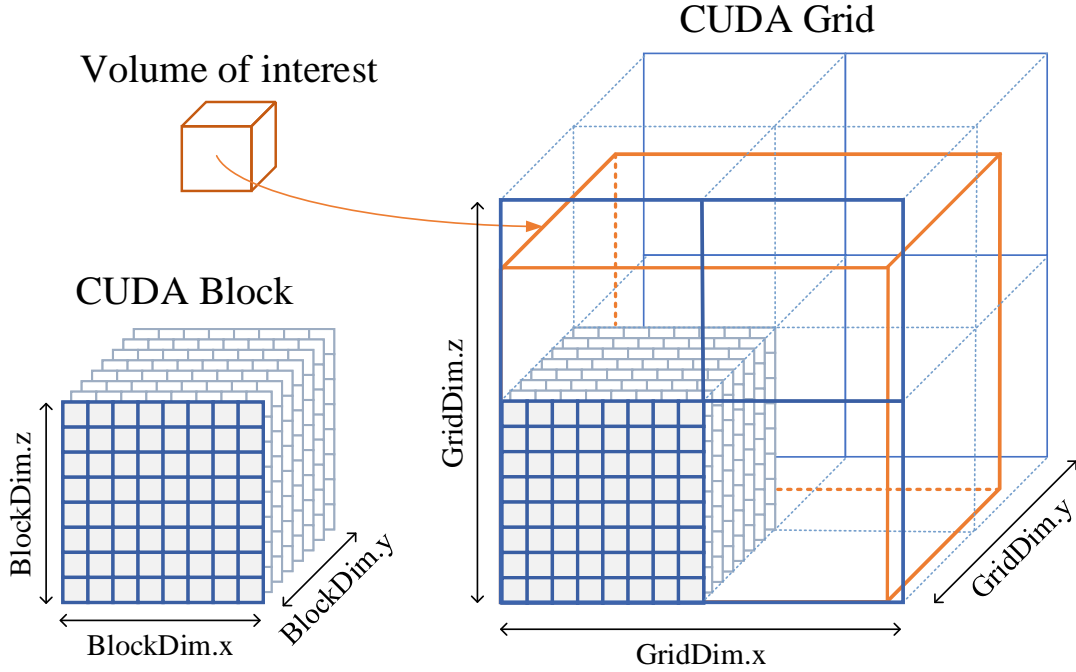 CUDA Grid
Volume of interest
CUDA Block
GridDim.z
BlockDim.z
BlockDim.y
GridDim.y
BlockDim.x
GridDim.x